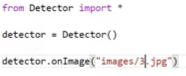 from Detector import *
detector = Detector()
detector.onImage("images/3.jpg")